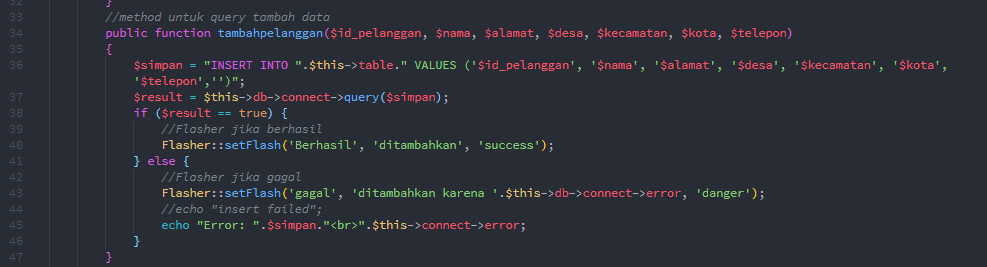 32 }
33 //method untuk query tambah data
34 public function tambahpelanggan($id_pelanggan, $nama, $alamat, $desa, $kecamatan, $kota, $telepon)
35 {
36 $simpan = "INSERT INTO ".$this->table." VALUES ('$id_pelanggan', '$nama', '$alamat', '$desa', '$kecamatan', '$kota',
'$telepon','')";
37 $result = $this->db->connect->query($simpan);
38 if ($result == true) {
39 //Flasher jika berhasil
40 Flasher::setFlash('Berhasil', 'ditambahkan', 'success');
41 } else {
42 //Flasher jika gagal
43 Flasher::setFlash('gagal', 'ditambahkan karena '.$this->db->connect->error, 'danger');
44 //echo "insert failed";
45 echo "Error: ".$simpan."<br>".$this->connect->error;
46 }
47 }